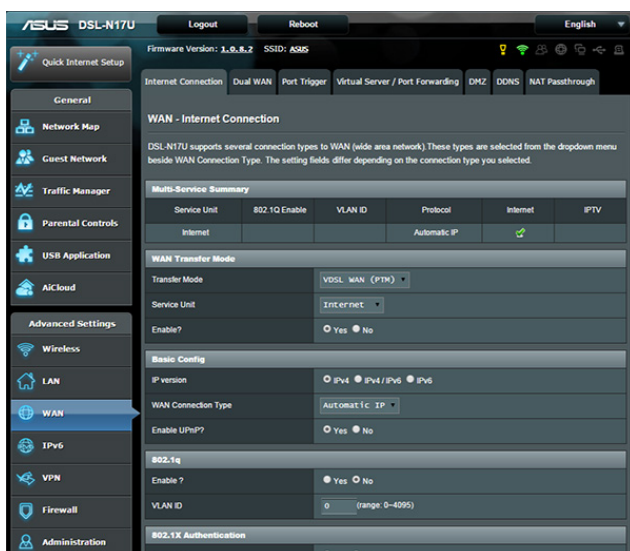 ASUS DSL-N17U Logout Reboot English
Quick Internet Setup
General
Network Map
Guest Network
Traffic Manager
Parental Controls
USB Application
AiCloud
Advanced Settings
Wireless
LAN
WAN
IPv6
VPN
Firewall
Administration
Firmware Version: 1.0.8.2 SSID: ASUS
Internet Connection Dual WAN Port Trigger Virtual Server / Port Forwarding DMZ DDNS NAT Passthrough
WAN - Internet Connection
DSL-N17U supports several connection types to WAN (wide area network).These types are selected from the dropdown menu
beside WAN Connection Type. The setting fields differ depending on the connection type you selected.
Multi-Service Summary
Service Unit 802.1Q Enable VLAN ID Protocol Internet IPTV
Internet Automatic IP
WAN Transfer Mode
Transfer Mode VDSL WAN (PTM)
Service Unit Internet
Enable? Yes No
Basic Config
IP version IPv4 IPv4 / IPv6 IPv6
WAN Connection Type Automatic IP
Enable UPnP? Yes No
802.1q
Enable ? Yes No
VLAN ID 0 (range: 0~4095)
802.1X Authentication